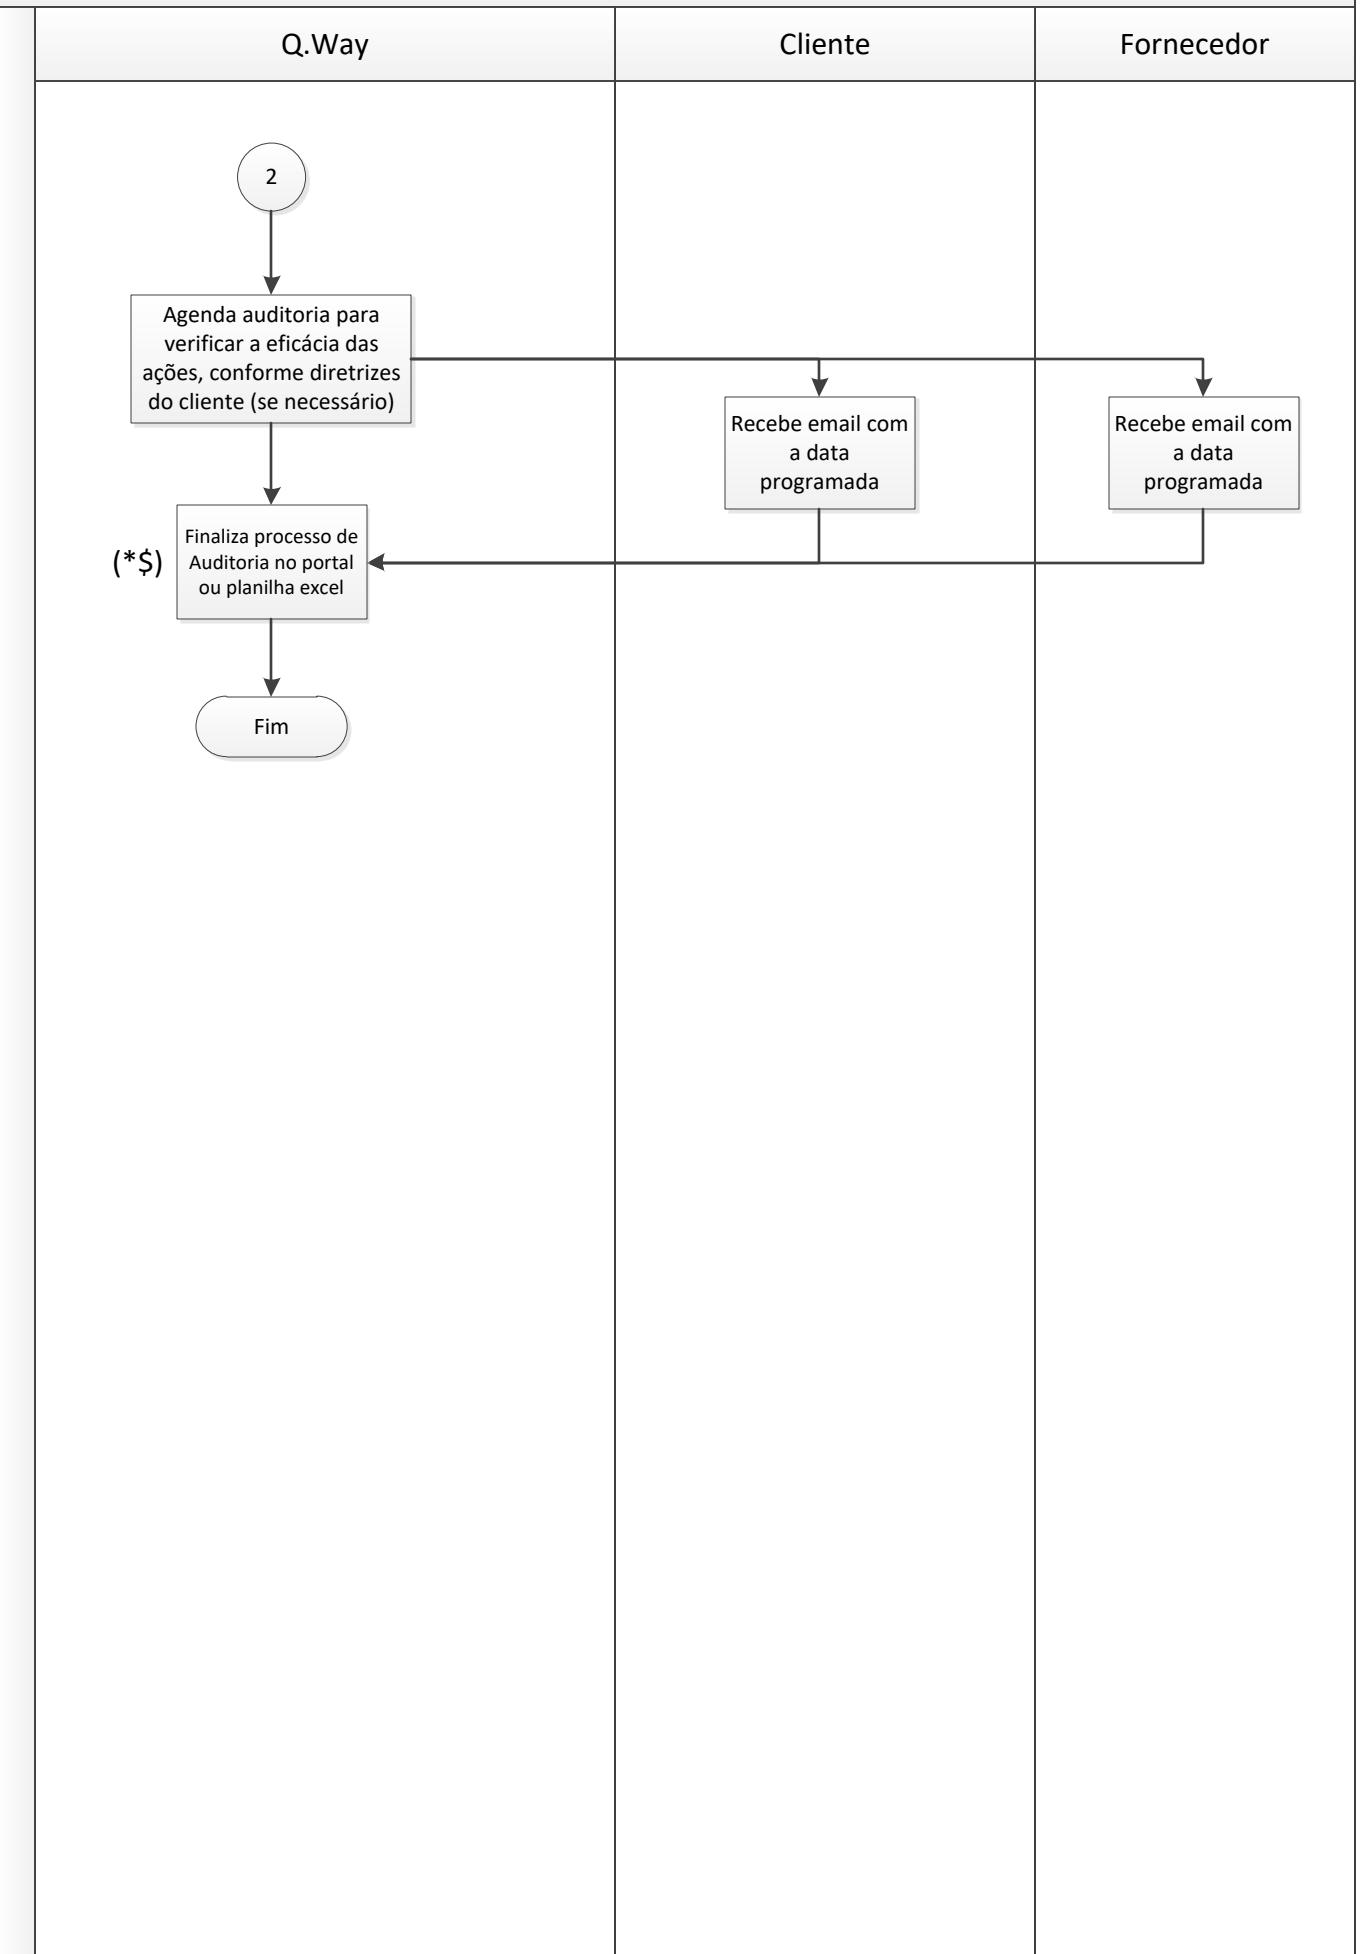 Q.Way
Cliente
Fornecedor
2
Agenda auditoria para
verificar a eficácia das
ações, conforme diretrizes
do cliente (se necessário)
Recebe email com
a data
programada
Recebe email com
a data
programada
(*$)
Finaliza processo de
Auditoria no portal
ou planilha excel
Fim